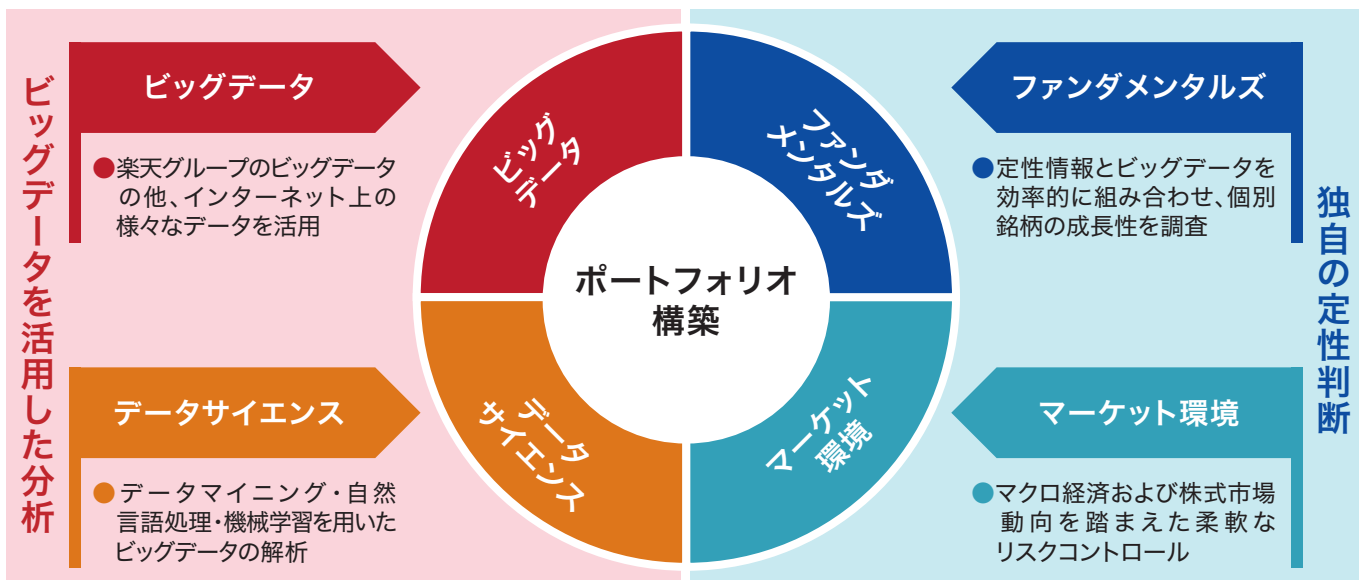 ビッグデータを活用した分析
ビッグデータ
●楽天グループのビッグデータ
の他、インターネット上の
様々なデータを活用
データサイエンス
●データマイニング・自然
言語処理・機械学習を用いた
ビッグデータの解析
ビッグ
データ
ファンダ
メンタルズ
ポートフォリオ
構築
データ
サイエンス
マーケット
環境
ファンダメンタルズ
●定性情報とビッグデータを
効率的に組み合わせ、個別
銘柄の成長性を調査
マーケット環境
●マクロ経済および株式市場
動向を踏まえた柔軟な
リスクコントロール
独自の定性判断